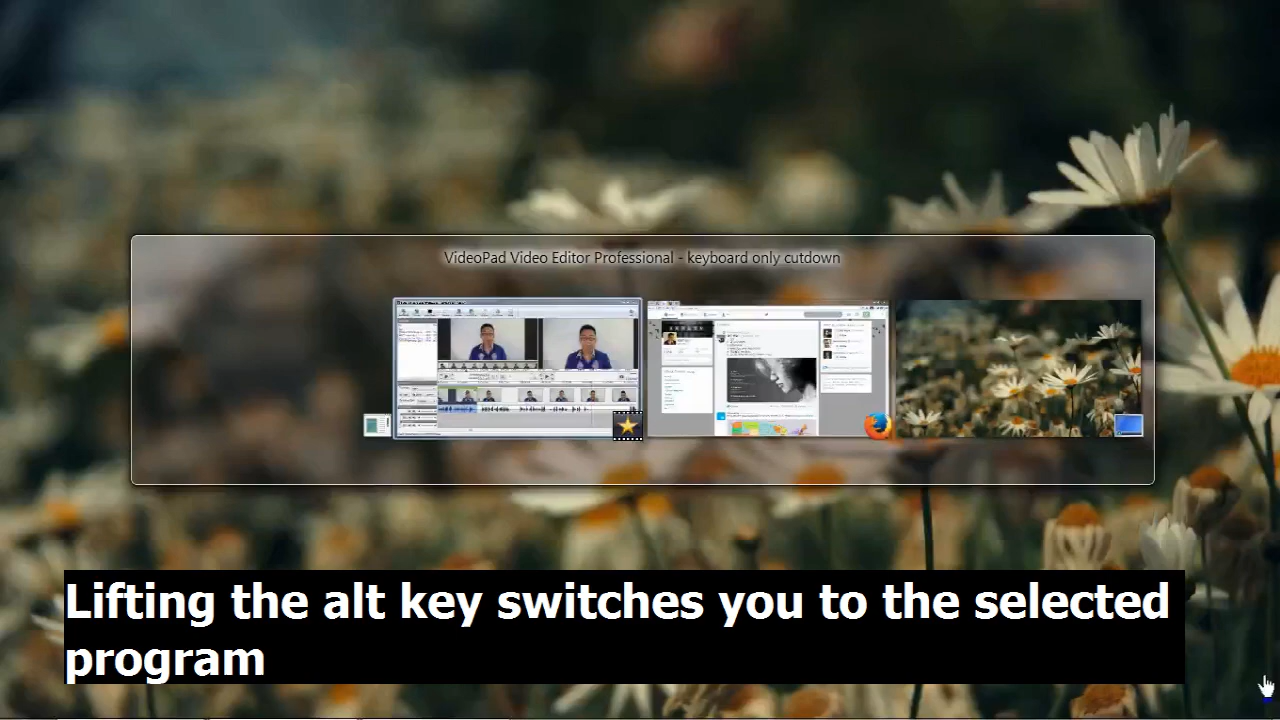 VideoPad Video Editor Professional - keyboard only cutdown
Lifting the alt key switches you to the selected
program